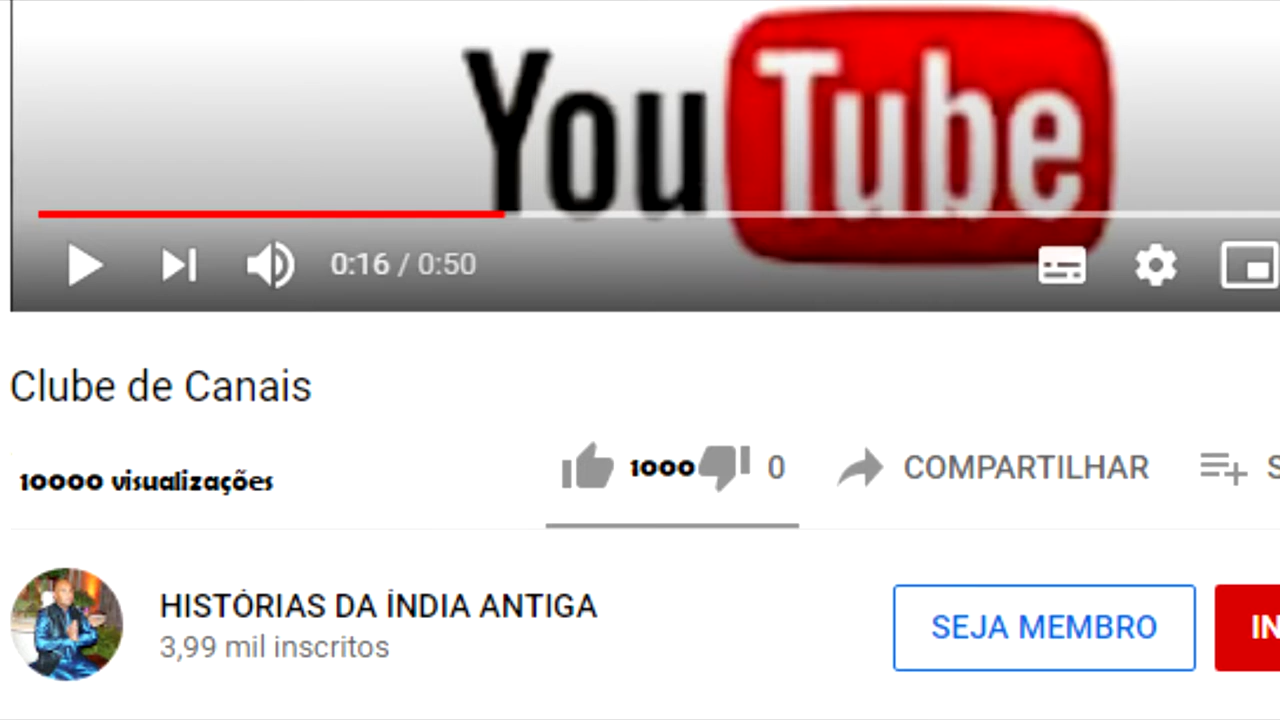 YouTube
0:16 / 0:50
Clube de Canais
10000 visualizações
1000 0 COMPARTILHAR S
HISTÓRIAS DA ÍNDIA ANTIGA
3,99 mil inscritos
SEJA MEMBRO
IN